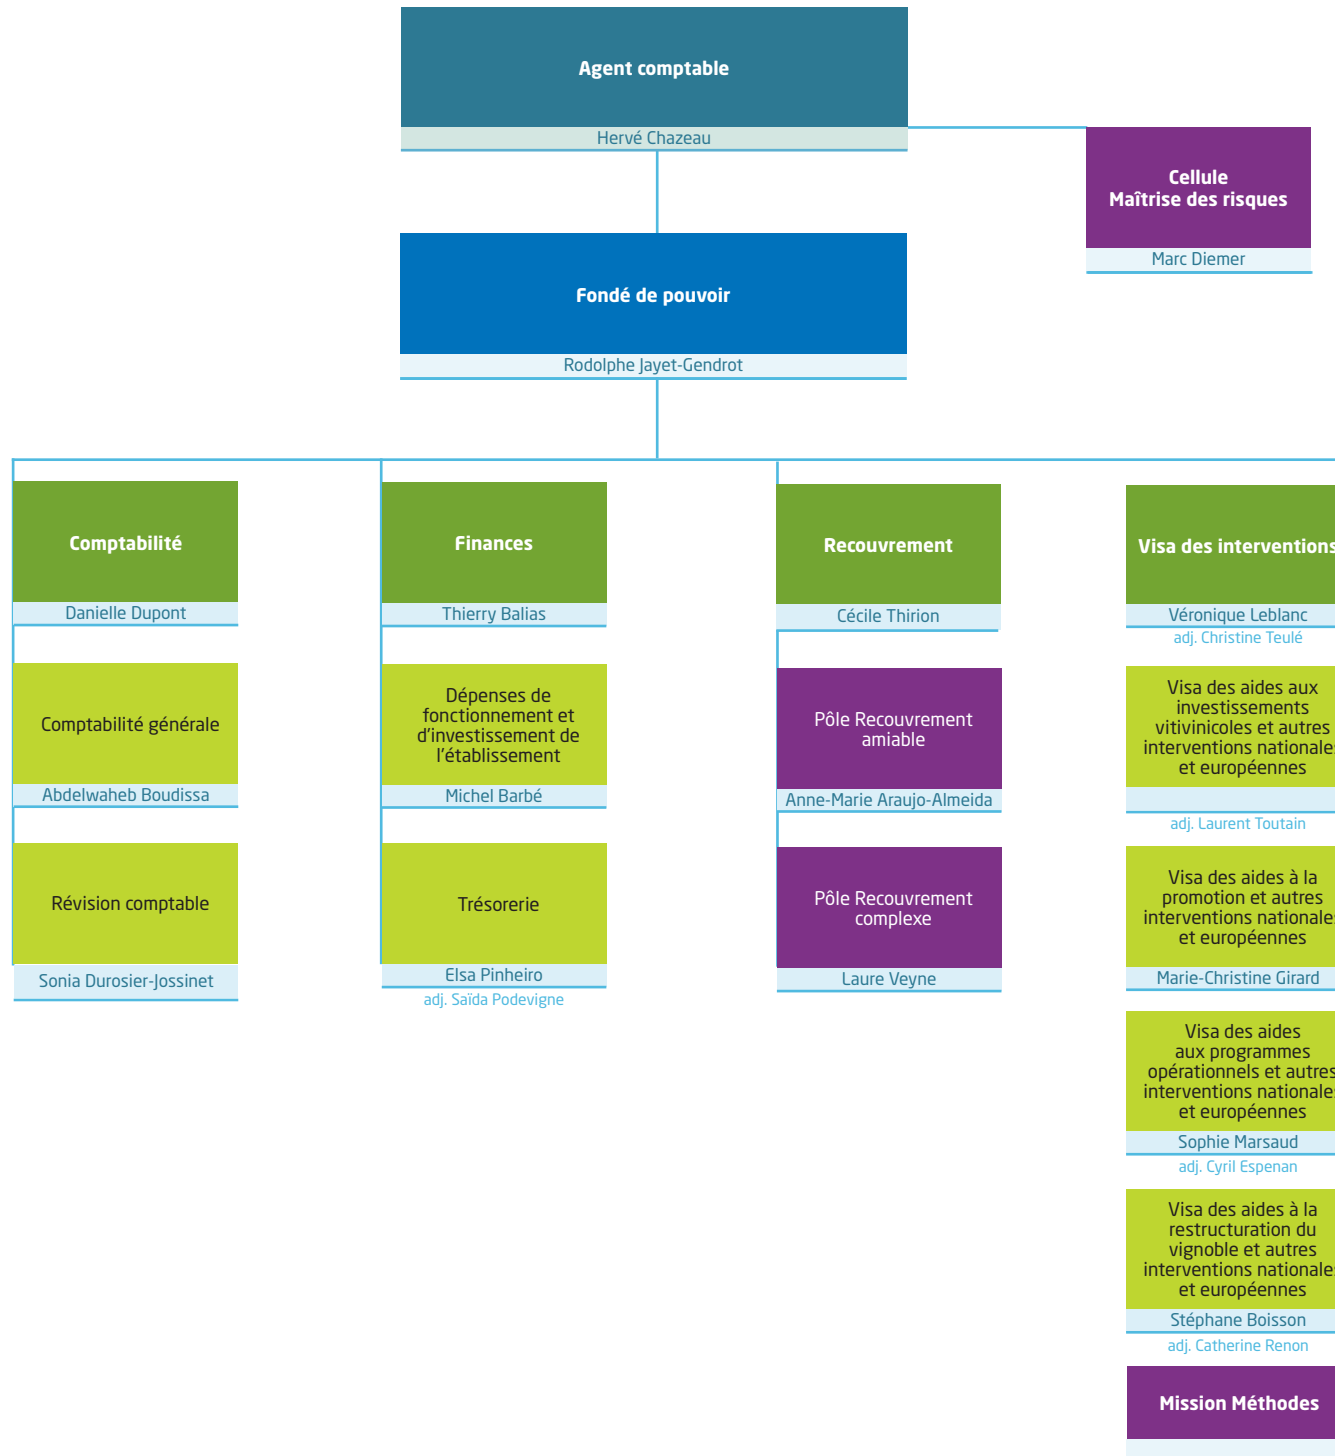 Agent comptable
Hervé Chazeau
Cellule
Maîtrise des risques
Marc Diemer
Fondé de pouvoir
Rodolphe Jayet-Gendrot
Comptabilité
Danielle Dupont
Comptabilité générale
Abdelwaheb Boudissa
Révision comptable
Sonia Durosier-Jossinet
Finances
Thierry Balias
Dépenses de
fonctionnement et
d'investissement de
l'établissement
Michel Barbé
Trésorerie
Elsa Pinheiro
adj. Saïda Podevigne
Recouvrement
Cécile Thirion
Pôle Recouvrement
amiable
Anne-Marie Araujo-Almeida
Pôle Recouvrement
complexe
Laure Veyne
Visa des interventions
Véronique Leblanc
adj. Christine Teulé
Visa des aides aux
investissements
vitivinicoles et autres
interventions nationales
et européennes
adj. Laurent Toutain
Visa des aides à la
promotion et autres
interventions nationales
et européennes
Marie-Christine Girard
Visa des aides
aux programmes
opérationnels et autres
interventions nationales
et européennes
Sophie Marsaud
adj. Cyril Espenan
Visa des aides à la
restructuration du
vignoble et autres
interventions nationales
et européennes
Stéphane Boisson
adj. Catherine Renon
Mission Méthodes